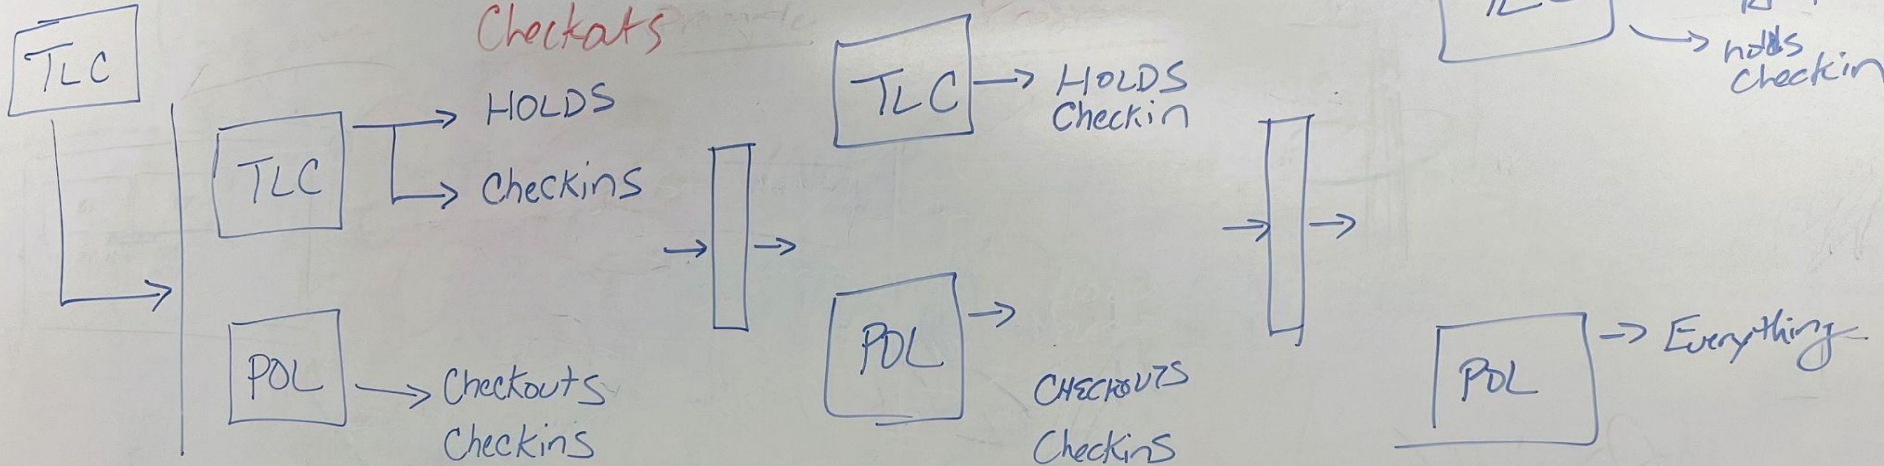 TLC
Checkouts
TLC
HOLDS
Checkins
POL
Checkouts
Checkins
TLC
HOLDS
Checkin
POL
CHECKOUTS
Checkins
holds
Checkin
POL
Everything